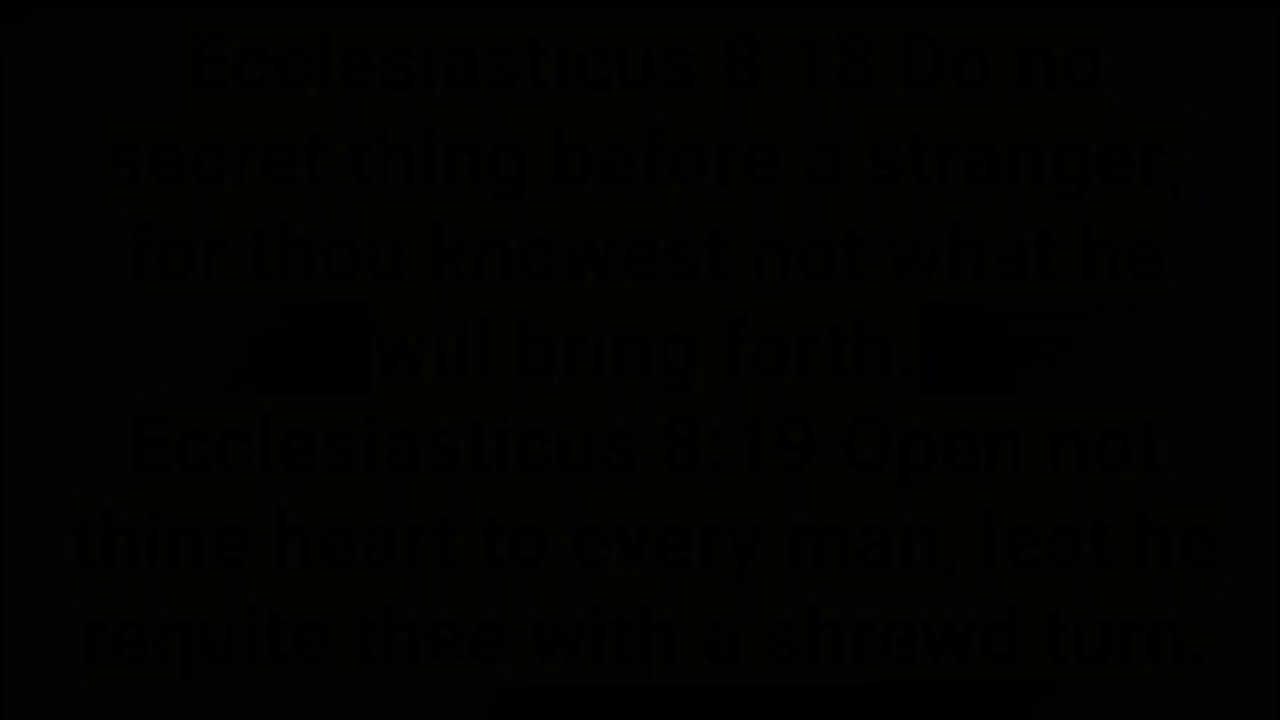 Ecclesiasticus 8:18 Do no
secret thing before a stranger;
for thou knowest not what he
will bring forth.
Ecclesiasticus 8:19 Open not
thine heart to every man, lest he
requite thee with a shrewd turn.